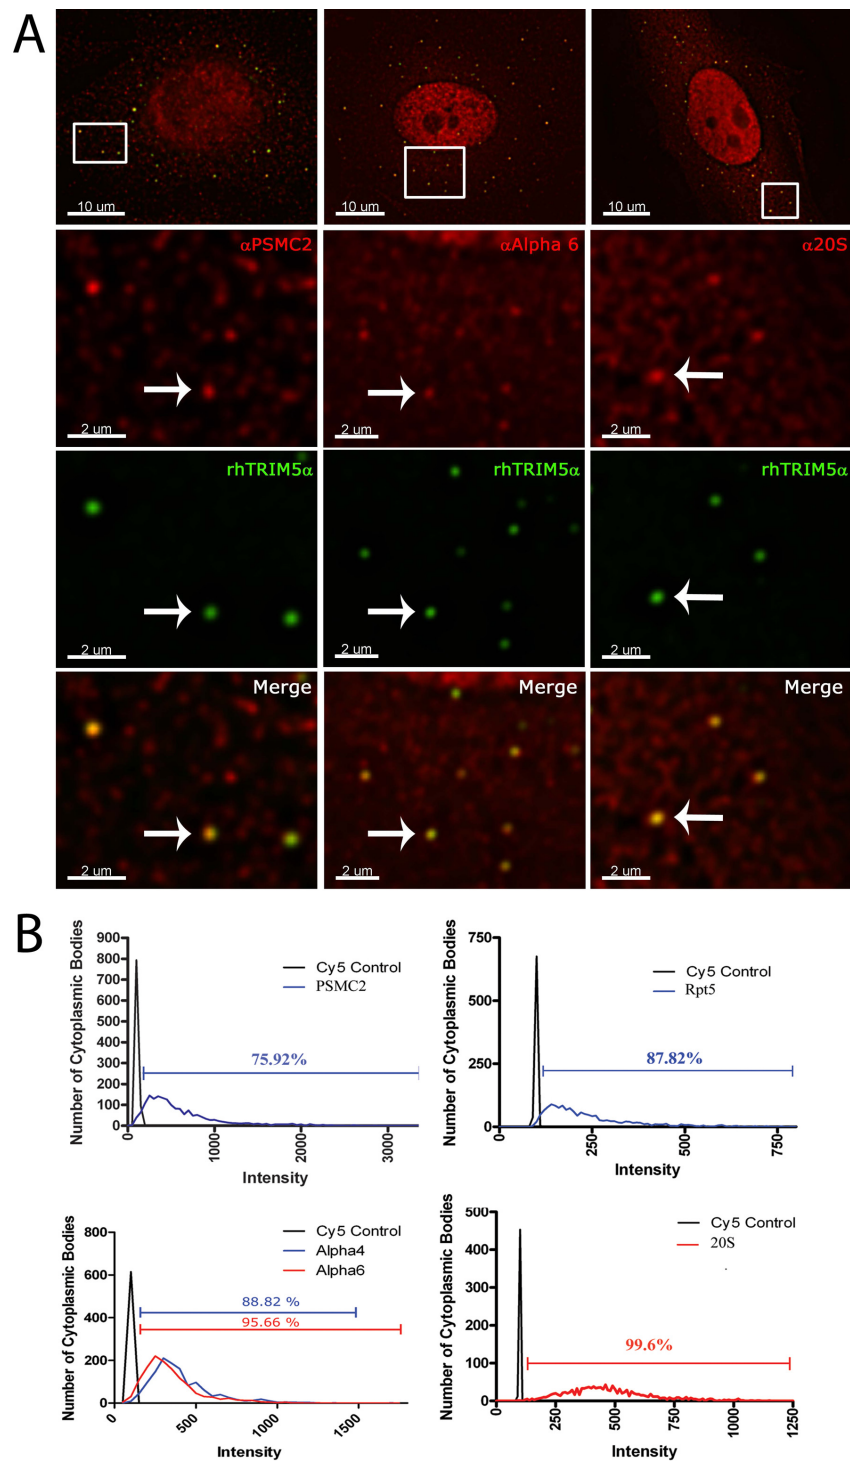 A
10 um
10 um
10 um
αPSMC2
αAlpha 6
α20S
2 um
2 um
2 um
rhTRIM5α
rhTRIM5α
rhTRIM5α
2 um
2 um
2 um
Merge
Merge
Merge
2 um
2 um
2 um
B
Number of Cytoplasmic Bodies
900
800
700
600
500
400
300
200
100
0
Cy5 Control
PSMC2
75.92%
0
1000
2000
3000
Intensity
Number of Cytoplasmic Bodies
750
500
250
0
Cy5 Control
Rpt5
87.82%
0
250
500
750
Intensity
Number of Cytoplasmic Bodies
800
600
400
200
0
Cy5 Control
Alpha4
Alpha6
88.82 %
95.66 %
0
500
1000
1500
Intensity
Number of Cytoplasmic Bodies
500
400
300
200
100
0
Cy5 Control
20S
99.6%
0
250
500
750
1000
1250
Intensity